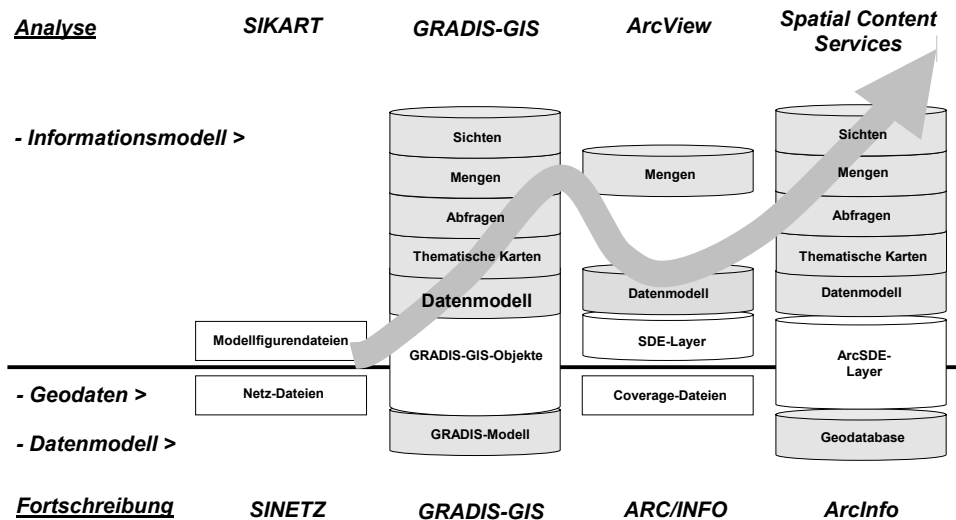 Analyse
SIKART
GRADIS-GIS
ArcView
Spatial Content
Services
- Informationsmodell >
Sichten
Mengen
Abfragen
Thematische Karten
Datenmodell
Mengen
Datenmodell
Sichten
Mengen
Abfragen
Thematische Karten
Datenmodell
Modellfigurendateien
GRADIS-GIS-Objekte
SDE-Layer
ArcSDE-
Layer
- Geodaten >
Netz-Dateien
Coverage-Dateien
- Datenmodell >
GRADIS-Modell
Geodatabase
Fortschreibung
SINETZ
GRADIS-GIS
ARC/INFO
ArcInfo